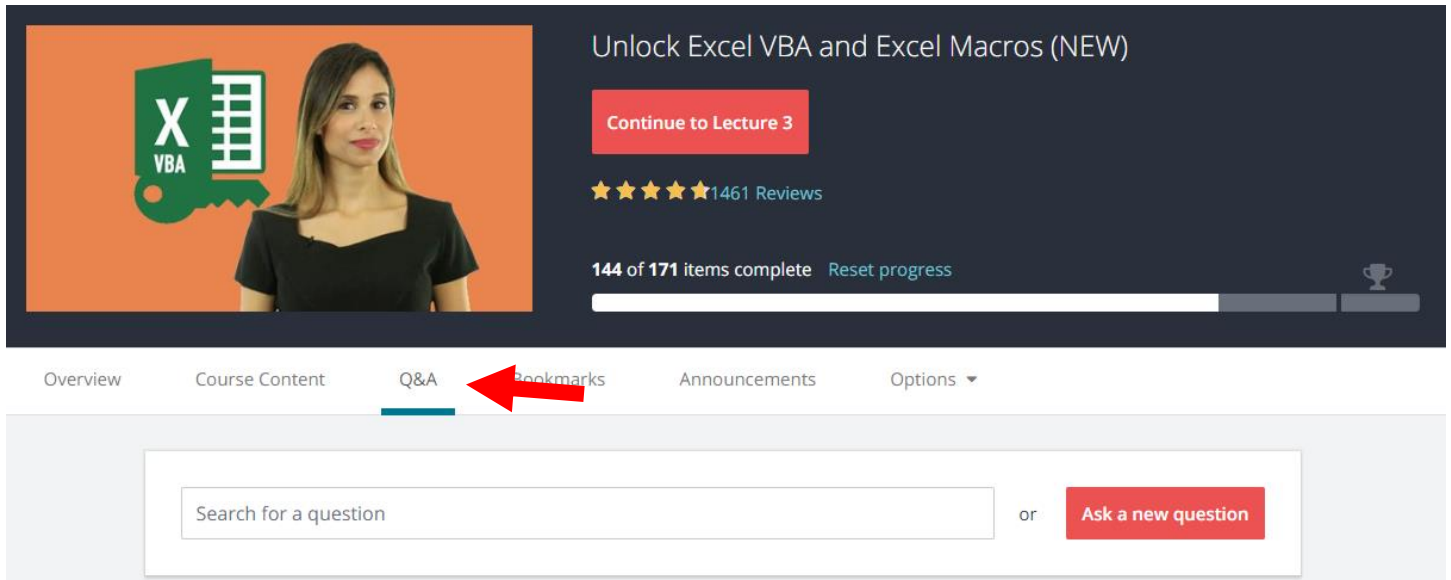 Unlock Excel VBA and Excel Macros (NEW)
X
VBA
Continue to Lecture 3
1461 Reviews
144 of 171 items complete Reset progress
Overview Course Content Q&A Bookmarks Announcements Options
Search for a question or Ask a new question